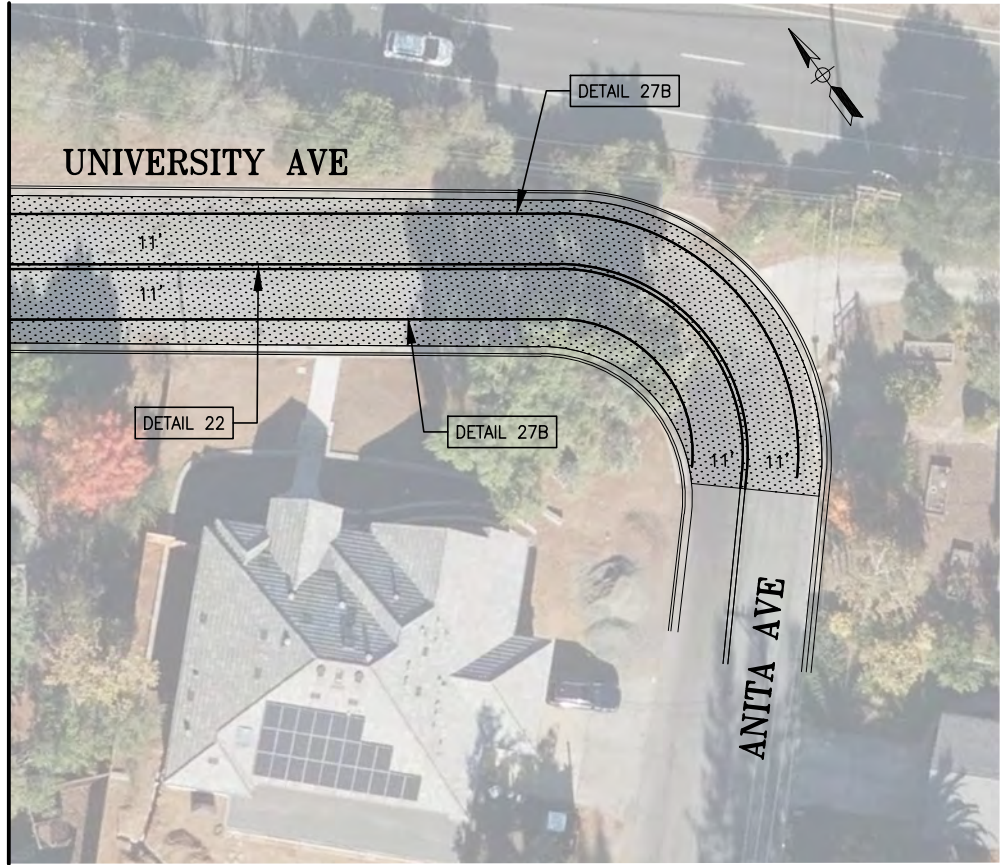 DETAIL 27B
UNIVERSITY AVE
11'
11'
DETAIL 22
DETAIL 27B
11' 11'
ANITA AVE